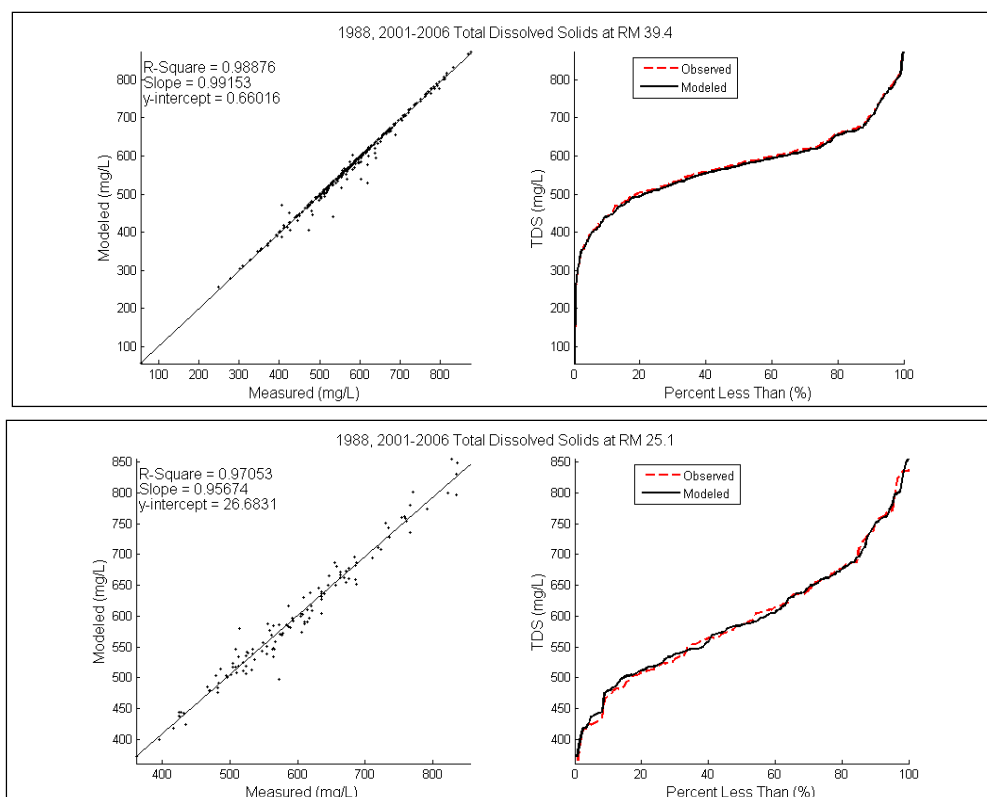 1988, 2001-2006 Total Dissolved Solids at RM 39.4
R-Square = 0.98876
Slope = 0.99153
y-intercept = 0.66016
Modeled (mg/L)
800
700
600
500
400
300
200
100
100 200 300 400 500 600 700 800
Measured (mg/L)
Observed
Modeled
TDS (mg/L)
800
700
600
500
400
300
200
100
0 20 40 60 80 100
Percent Less Than (%)
1988, 2001-2006 Total Dissolved Solids at RM 25.1
R-Square = 0.97053
Slope = 0.95674
y-intercept = 26.6831
Modeled (mg/L)
850
800
750
700
650
600
550
500
450
400
400 500 600 700 800
Measured (mg/L)
Observed
Modeled
TDS (mg/L)
850
800
750
700
650
600
550
500
450
400
0 20 40 60 80 100
Percent Less Than (%)